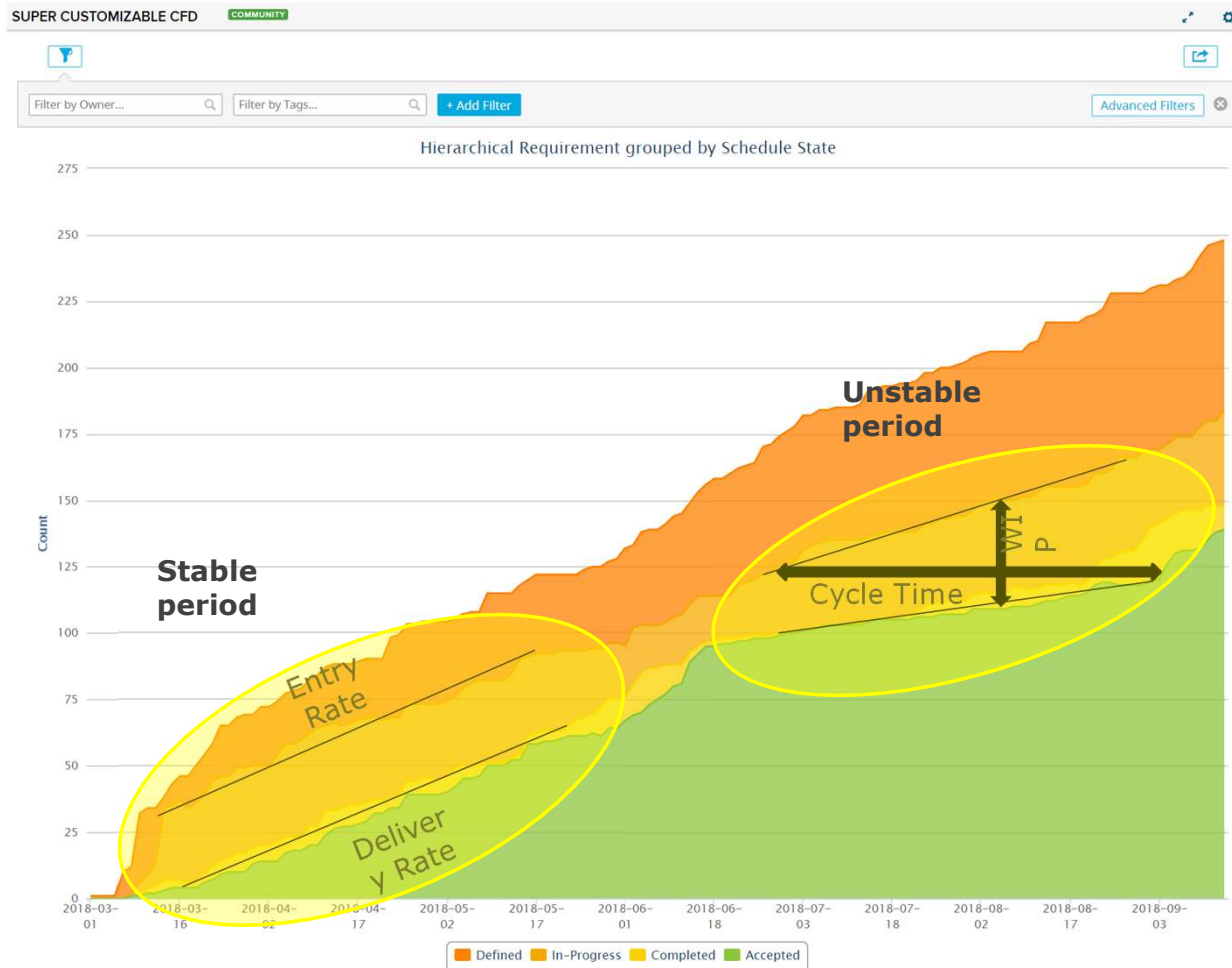 SUPER CUSTOMIZABLE CFD
COMMUNITY
Filter by Owner...
Filter by Tags...
+ Add Filter
Advanced Filters
Hierarchical Requirement grouped by Schedule State
275
250
225
200
175
150
125
100
75
50
25
0
Count
Stable
period
Unstable
period
Entry
Rate
Deliver
y Rate
WI
P
Cycle Time
2018-03-
01
2018-03-
16
2018-04-
02
2018-04-
17
2018-05-
02
2018-05-
17
2018-06-
01
2018-06-
18
2018-07-
03
2018-07-
18
2018-08-
02
2018-08-
17
2018-09-
03
Defined
In-Progress
Completed
Accepted